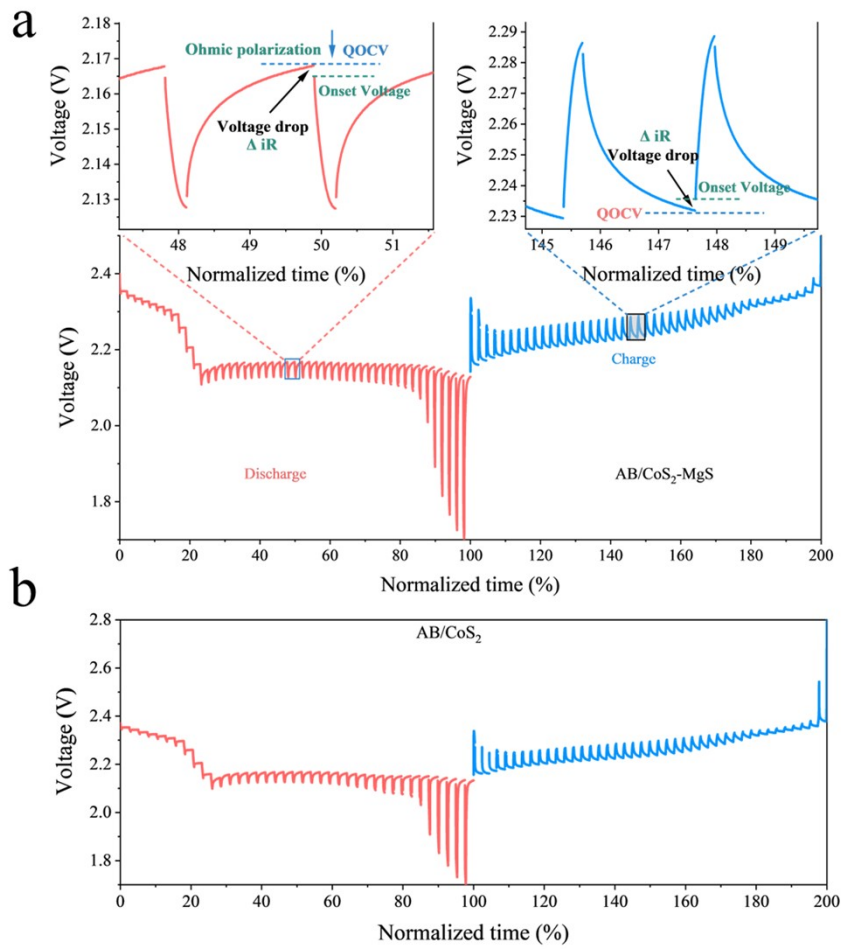 a
2.18
2.17
2.16
2.15
2.14
2.13
Voltage (V)
Ohmic polarization
QOCV
Onset Voltage
Voltage drop
Δ iR
48 49 50 51
Normalized time (%)
2.29
2.28
2.27
2.26
2.25
2.24
2.23
Voltage (V)
Δ iR
Voltage drop
Onset Voltage
QOCV
145 146 147 148 149
Normalized time (%)
2.4
2.2
2.0
1.8
Voltage (V)
Charge
Discharge
AB/CoS₂-MgS
0 20 40 60 80 100 120 140 160 180 200
Normalized time (%)
b
2.8
2.6
2.4
2.2
2.0
1.8
Voltage (V)
AB/CoS₂
0 20 40 60 80 100 120 140 160 180 200
Normalized time (%)